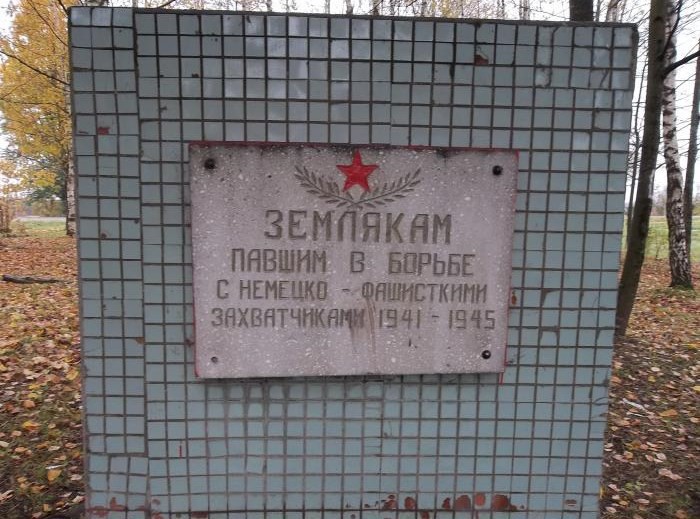 ЗЕМЛЯКАМ
ПАВШИМ В БОРЬБЕ
С НЕМЕЦКО - ФАШИСТКИМИ
ЗАХВАТЧИКАМИ 1941 - 1945